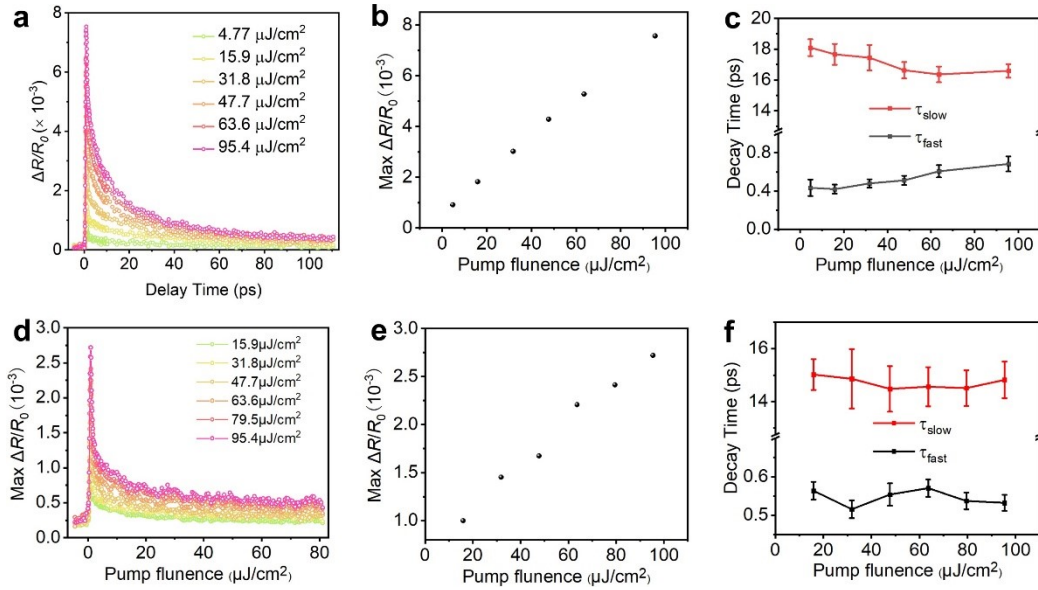 a
ΔR/R0 (× 10-3)
8
6
4
2
0
4.77 μJ/cm2
15.9 μJ/cm2
31.8 μJ/cm2
47.7 μJ/cm2
63.6 μJ/cm2
95.4 μJ/cm2
0 20 40 60 80 100
Delay Time (ps)
b
Max ΔR/R0 (10-3)
8
6
4
2
0
0 20 40 60 80 100
Pump flunence (μJ/cm2)
c
Decay Time (ps)
20
18
16
14
0.8
0.4
0.0
τslow
τfast
0 20 40 60 80 100
Pump flunence (μJ/cm2)
d
Max ΔR/R0 (10-3)
3.0
2.5
2.0
1.5
1.0
0.5
0.0
15.9μJ/cm2
31.8μJ/cm2
47.7μJ/cm2
63.6μJ/cm2
79.5μJ/cm2
95.4μJ/cm2
0 20 40 60 80
Pump flunence (μJ/cm2)
e
Max ΔR/R0 (10-3)
3.0
2.5
2.0
1.5
1.0
0 20 40 60 80 100
Pump flunence (μJ/cm2)
f
Decay Time (ps)
16
14
0.6
0.5
τslow
τfast
0 20 40 60 80 100
Pump flunence (μJ/cm2)